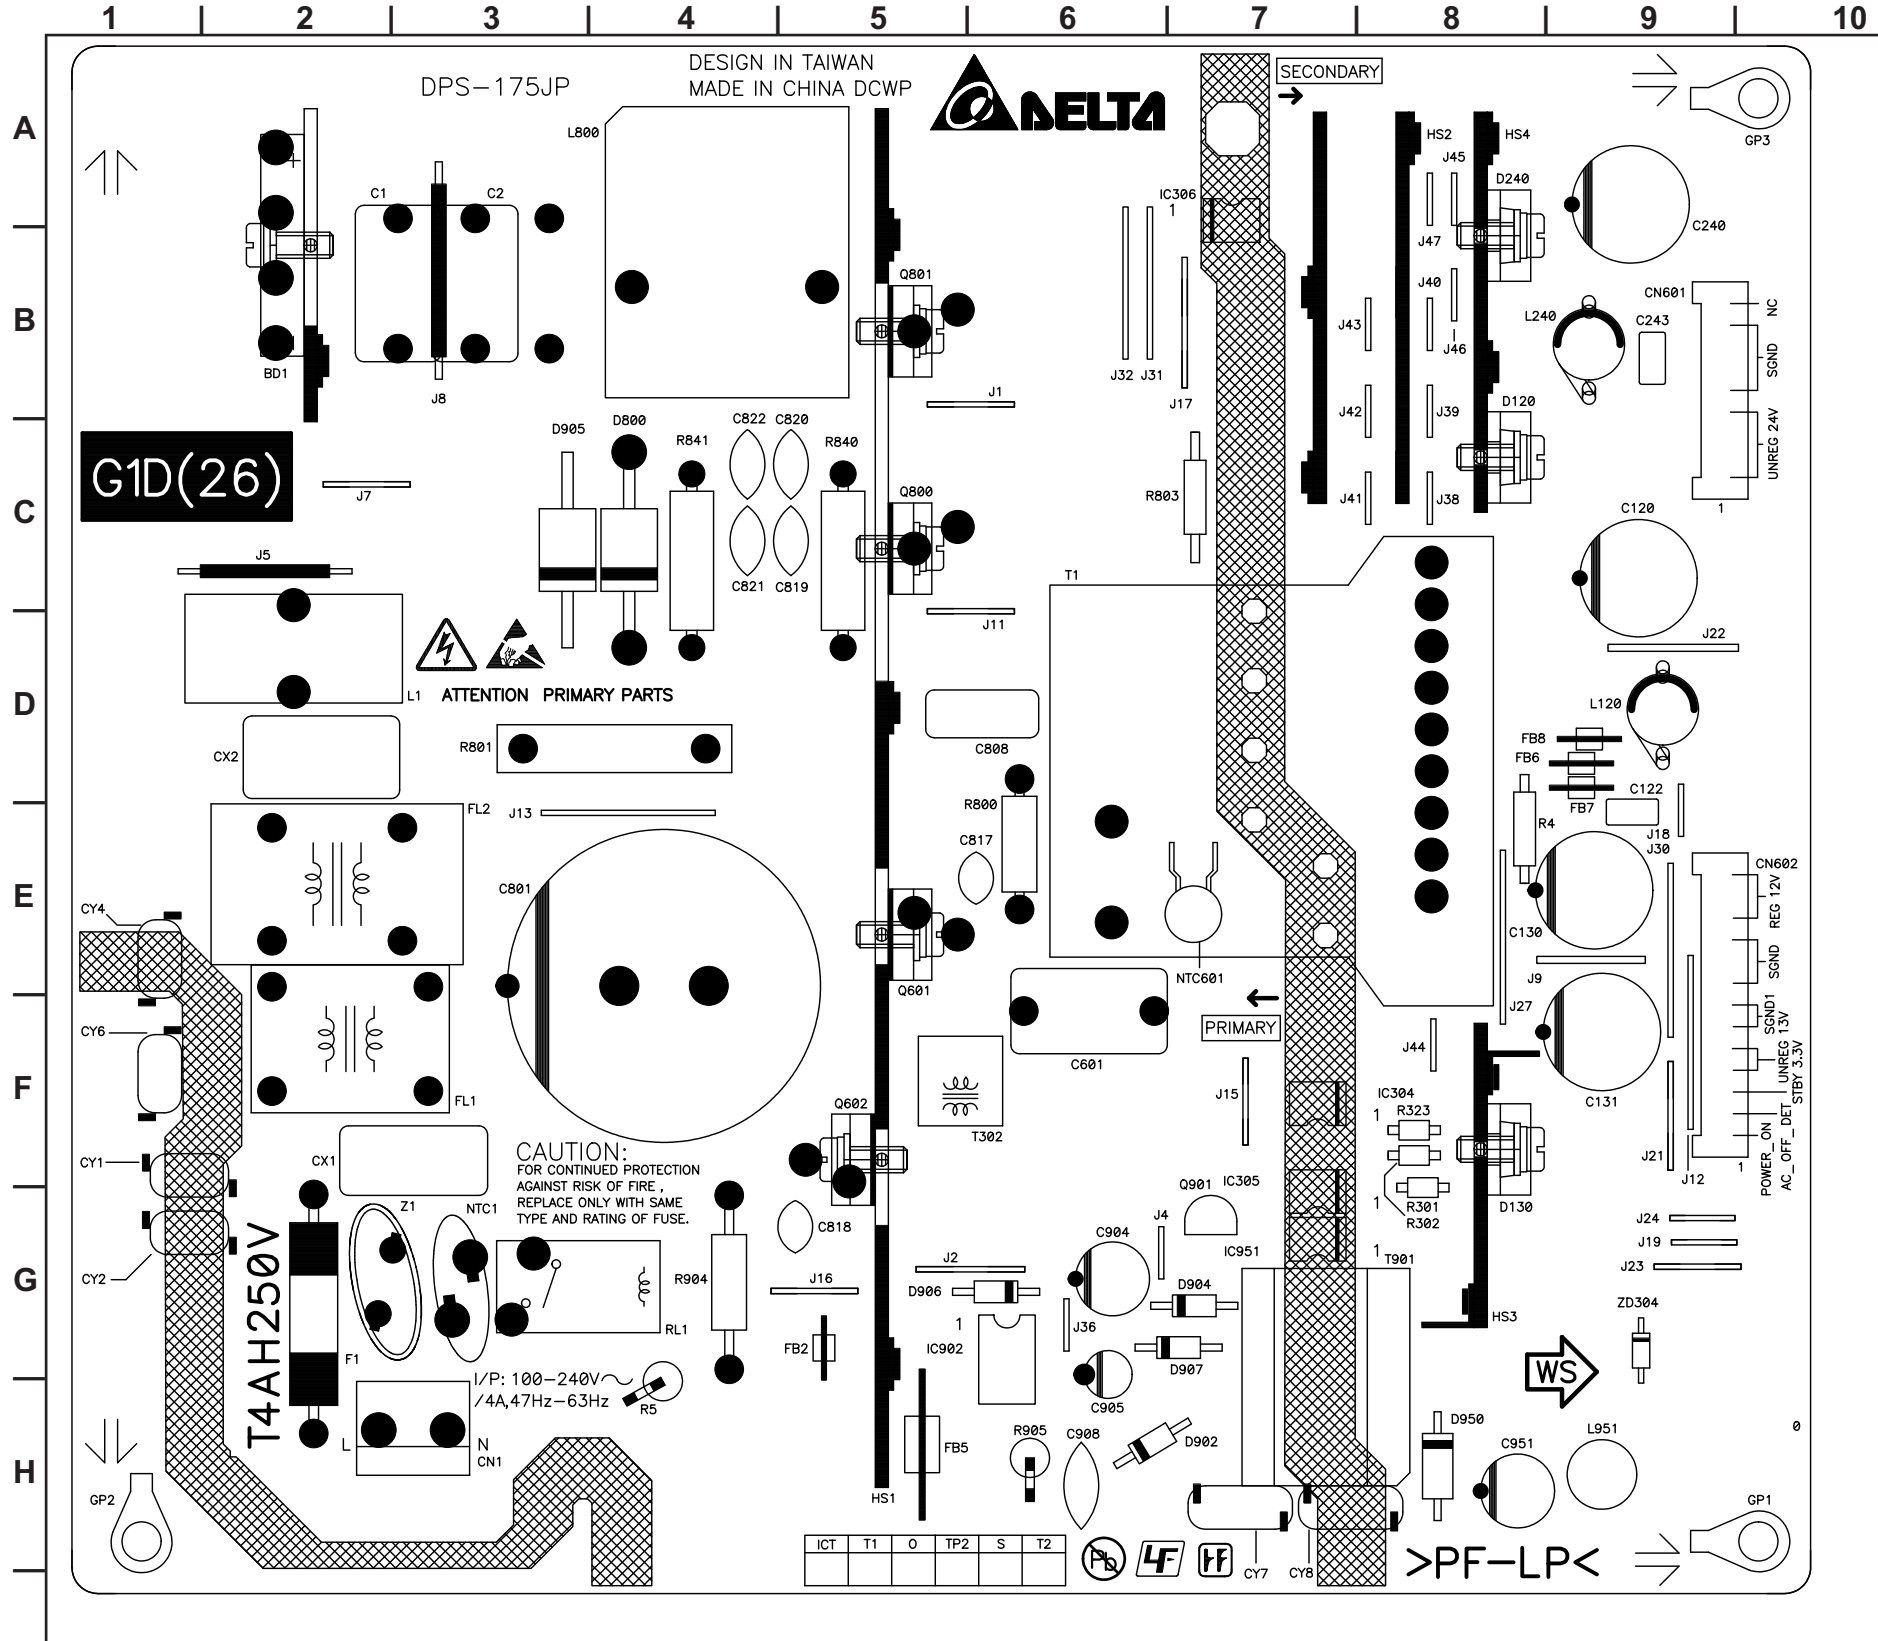 1 2 3 4 5 6 7 8 9 10
A
B
C
D
E
F
G
H
DPS-175JP
DESIGN IN TAIWAN
MADE IN CHINA DCWP
DELTA
SECONDARY
L800
HS2
HS4
J45
GP3
C1
C2
IC306
1
D240
C240
J47
Q801
J40
CN601
NC
L240
C243
J43
J46
SGND
BD1
J8
J32
J31
J17
J1
J42
J39
D120
UNREG 24V
D905
D800
R841
C822
C820
R840
G1D(26)
J7
Q800
R803
J41
J38
C120
1
J5
C821
C819
T1
J11
J22
L1
ATTENTION PRIMARY PARTS
L120
CX2
R801
C808
FB8
FB6
FB7
C122
FL2
J13
R800
R4
J18
J30
C817
CN602
C801
REG 12V
CY4
C130
SGND
NTC601
J9
Q601
J27
SGND1
CY6
PRIMARY
UNREG 13V
J44
STBY 3.3V
C601
FL1
J15
IC304
C131
Q602
1
R323
T302
CY1
CX1
CAUTION:
FOR CONTINUED PROTECTION
AGAINST RISK OF FIRE ,
REPLACE ONLY WITH SAME
TYPE AND RATING OF FUSE.
J21
J12
1
POWER_ON
AC_OFF_DET
Z1
NTC1
Q901
IC305
1
R301
R302
D130
C818
C904
J4
J24
IC951
1
T901
J19
CY2
T4AH250V
R904
J16
J2
J23
D906
D904
ZD304
HS3
RL1
FB2
IC902
1
J36
D907
F1
WS
I/P: 100-240V
/4A,47Hz-63Hz
R5
C905
L
N
CN1
FB5
R905
C908
D902
D950
C951
L951
0
GP2
HS1
GP1
ICT T1 O TP2 S T2
Pb
CY7
CY8
>PF-LP<